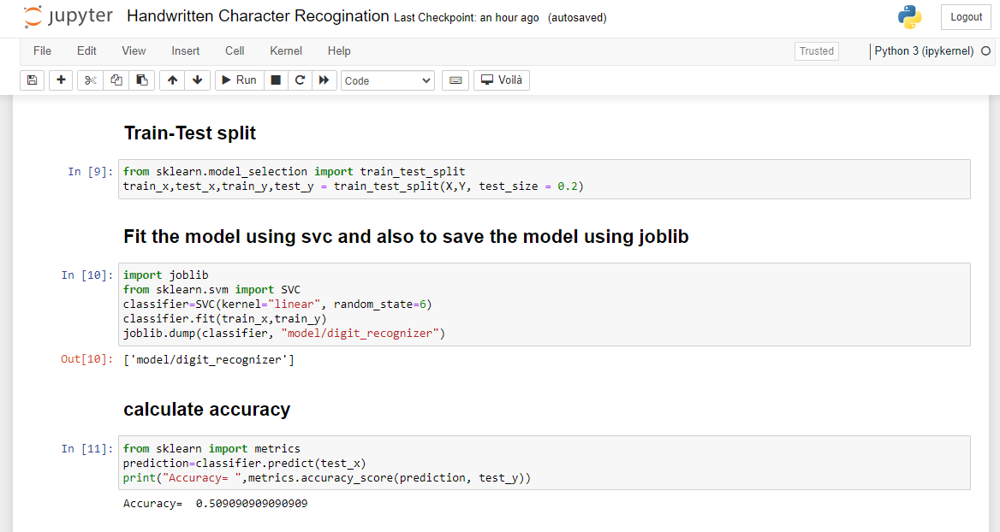 jupyter Handwritten Character Recogination Last Checkpoint: an hour ago (autosaved)
Logout
File Edit View Insert Cell Kernel Help Trusted Python 3 (ipykernel)
Run Code Voilà
Train-Test split
In [9]: from sklearn.model_selection import train_test_split
train_x,test_x,train_y,test_y = train_test_split(X,Y, test_size = 0.2)
Fit the model using svc and also to save the model using joblib
In [10]: import joblib
from sklearn.svm import SVC
classifier=SVC(kernel="linear", random_state=6)
classifier.fit(train_x,train_y)
joblib.dump(classifier, "model/digit_recognizer")
Out[10]: ['model/digit_recognizer']
calculate accuracy
In [11]: from sklearn import metrics
prediction=classifier.predict(test_x)
print("Accuracy= ",metrics.accuracy_score(prediction, test_y))
Accuracy=  0.509090909090909